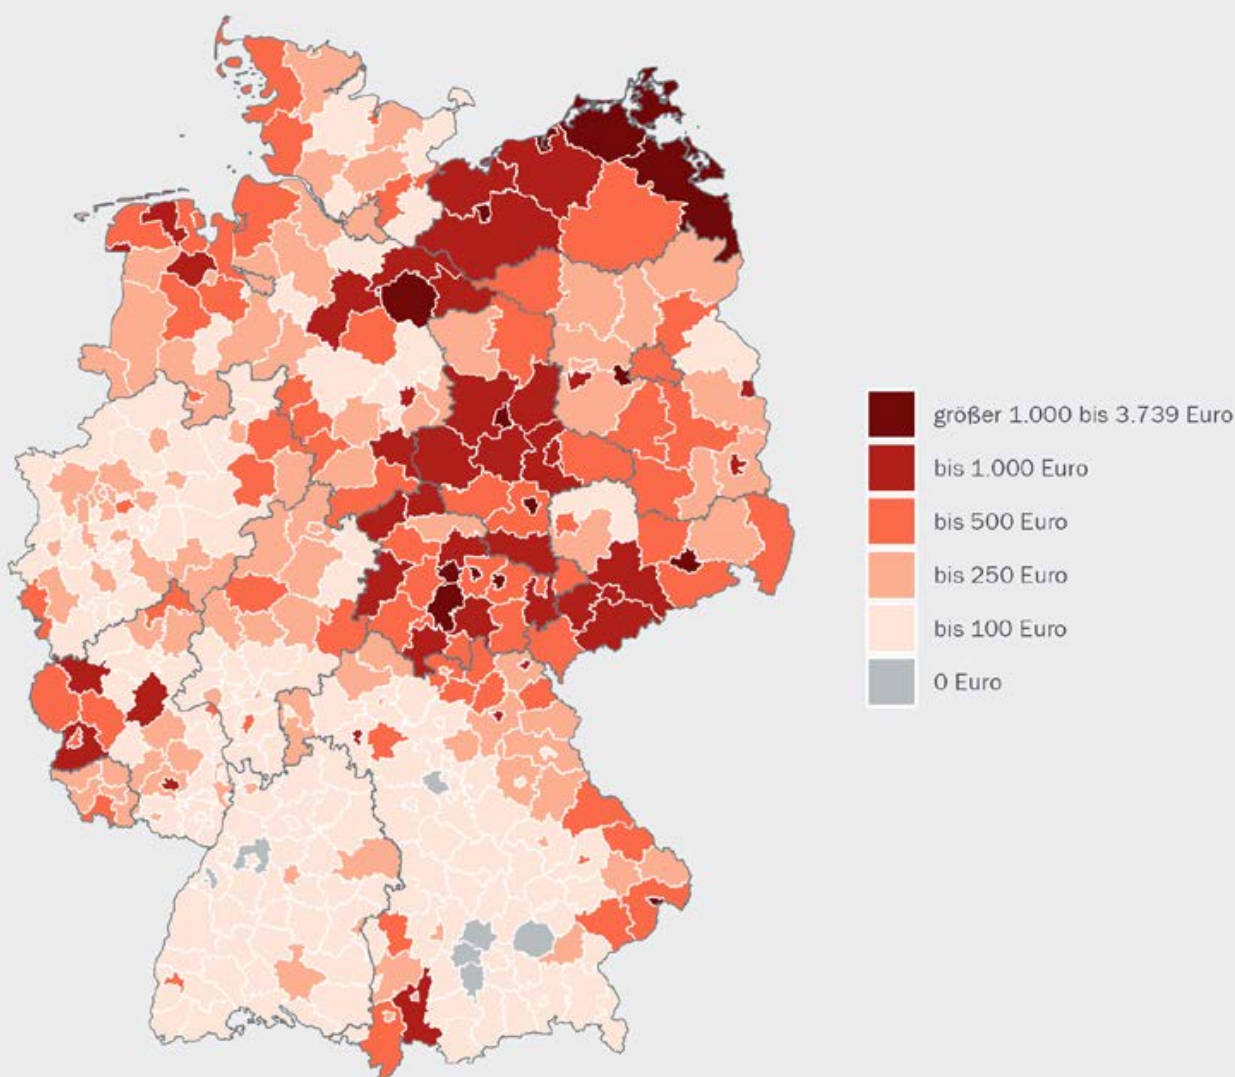 größer 1.000 bis 3.739 Euro
bis 1.000 Euro
bis 500 Euro
bis 250 Euro
bis 100 Euro
0 Euro